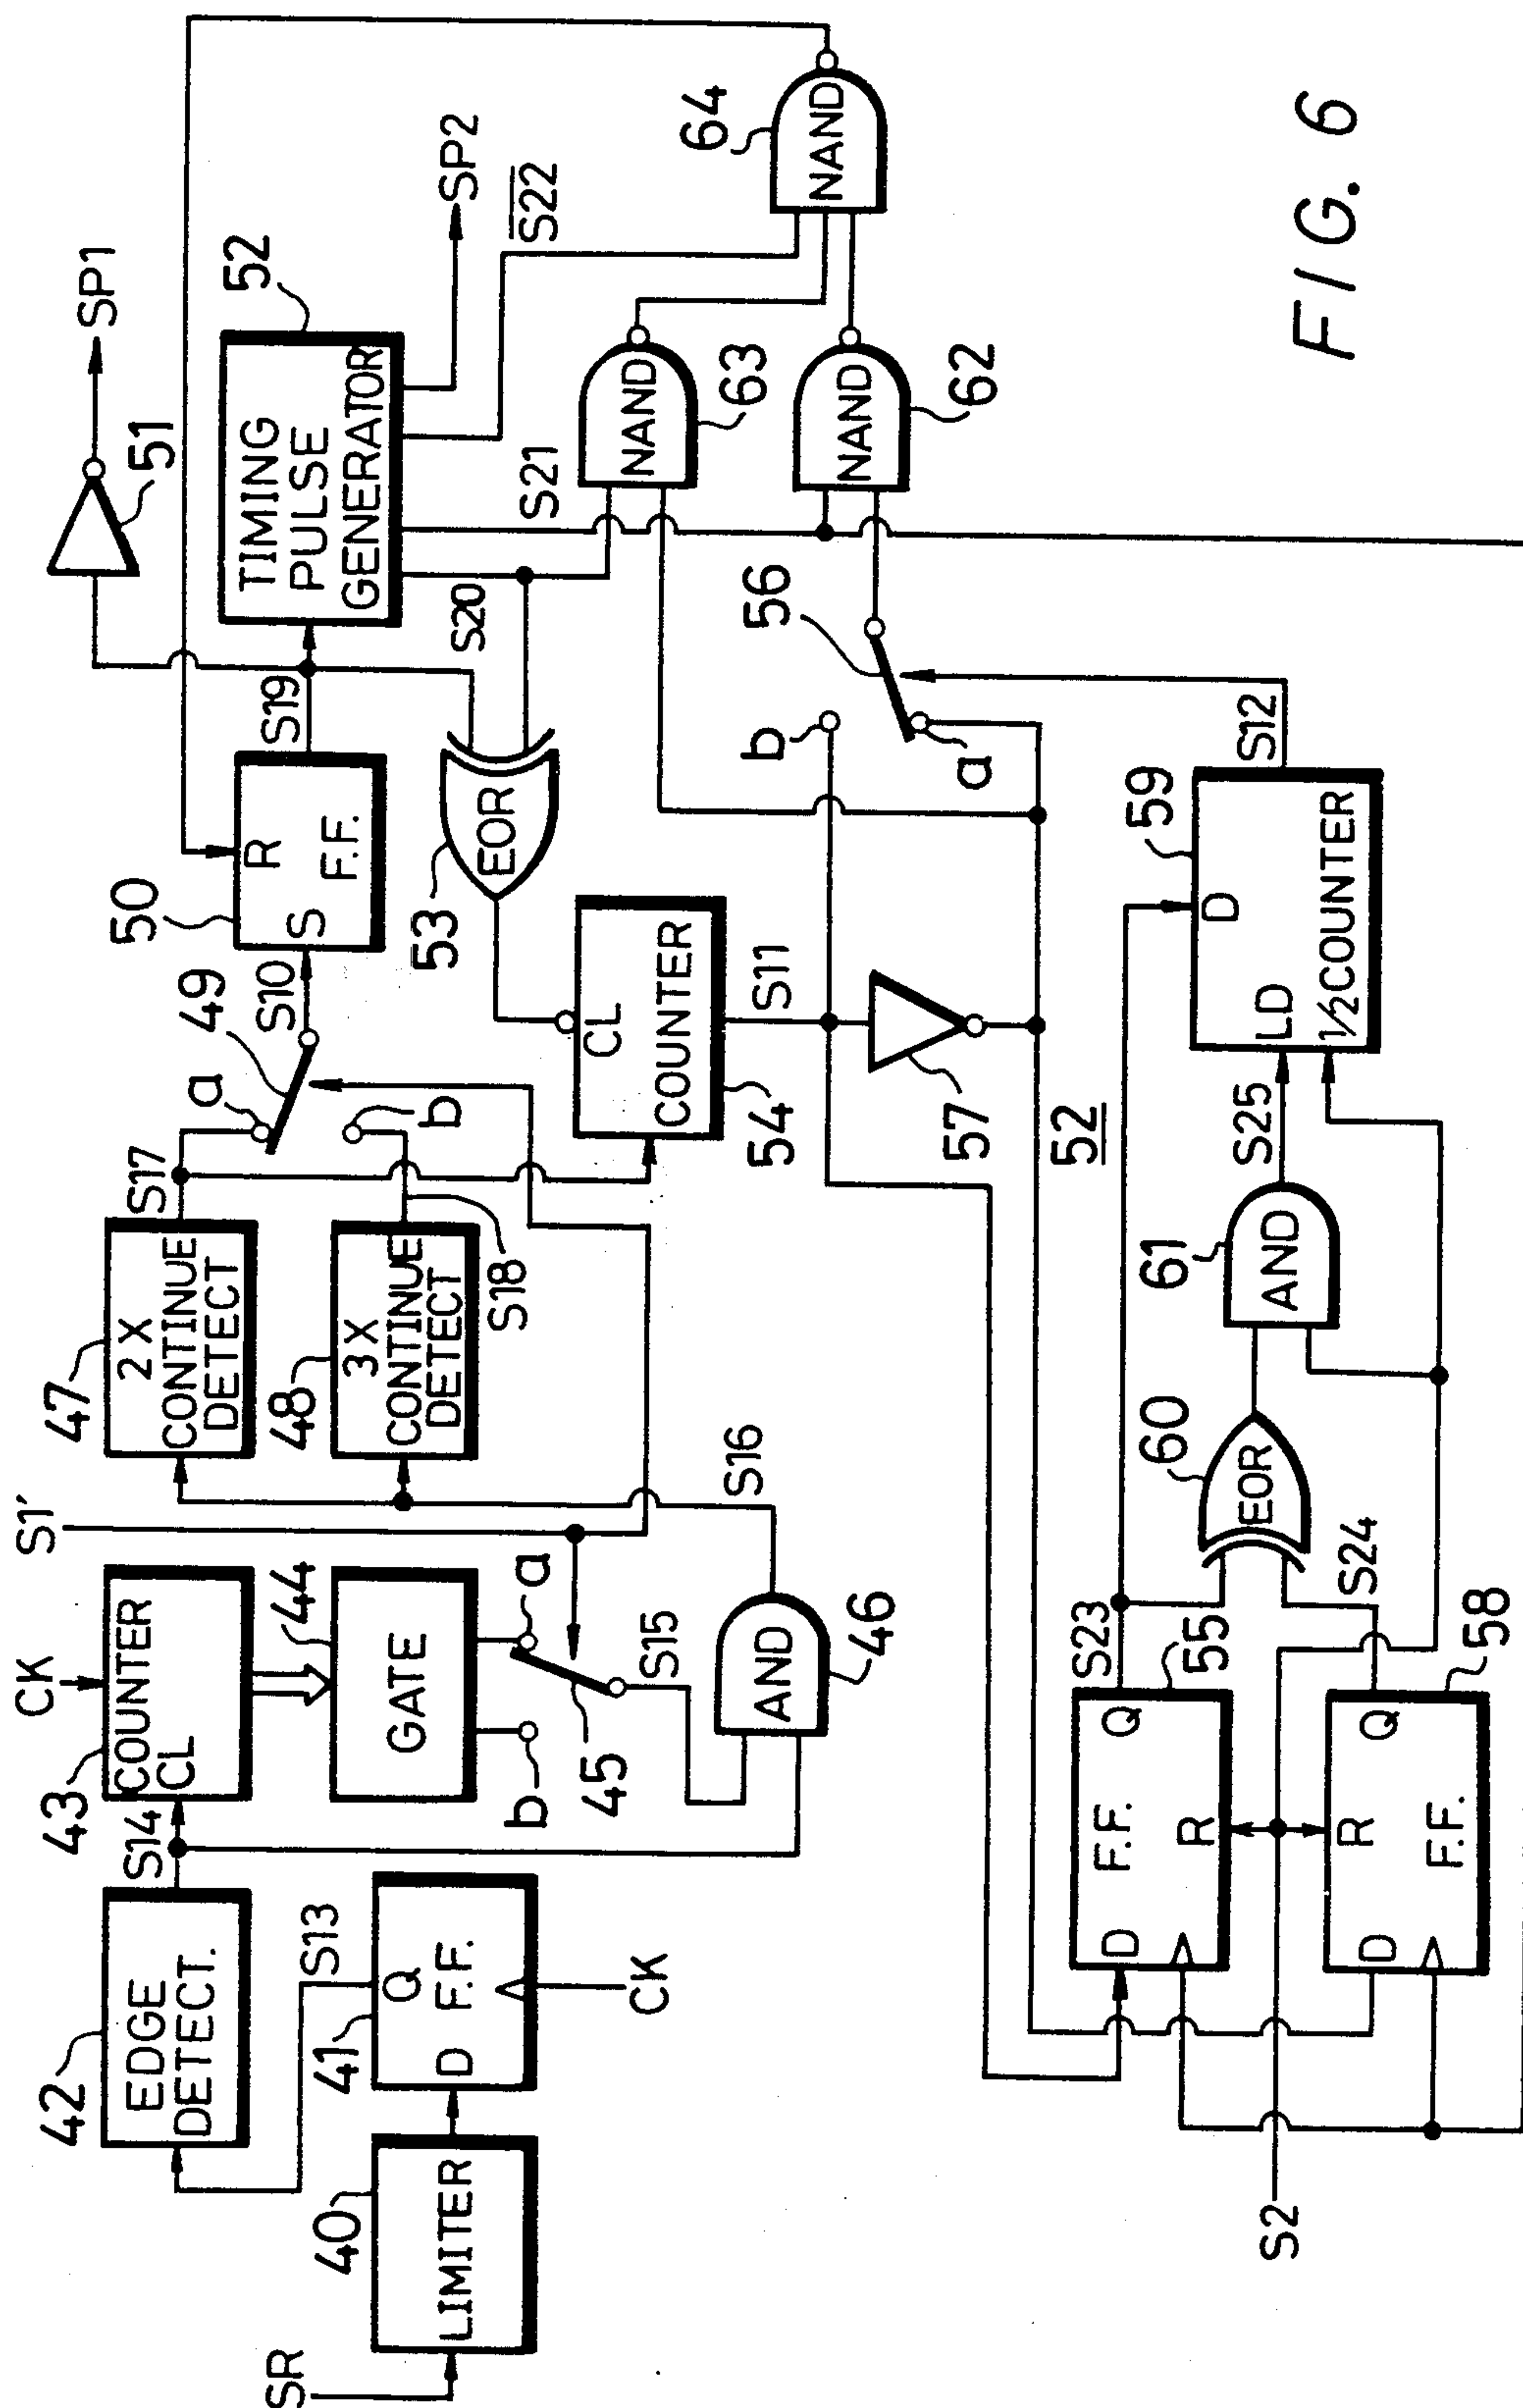 SR
40
LIMITER
41
D
Q
F.F.
CK
S13
42
EDGE
DETECT.
S14
43
CK
COUNTER
CL
44
GATE
a
b
45
S15
AND
46
S16
S1'
47
2X
CONTINUE
DETECT
S17
48
3X
CONTINUE
DETECT
S18
a
b
49
S10
50
S
R
F.F.
S19
51
SP1
52
TIMING
PULSE
GENERATOR
SP2
S20
S21
S22
53
EOR
CL
COUNTER
54
S11
57
52
b
a
56
S12
NAND
63
NAND
62
NAND
64
S2
D
F.F.
Q
R
55
S23
D
R
Q
F.F.
58
S24
60
EOR
61
AND
S25
59
D
LD
1/2 COUNTER
FIG. 6